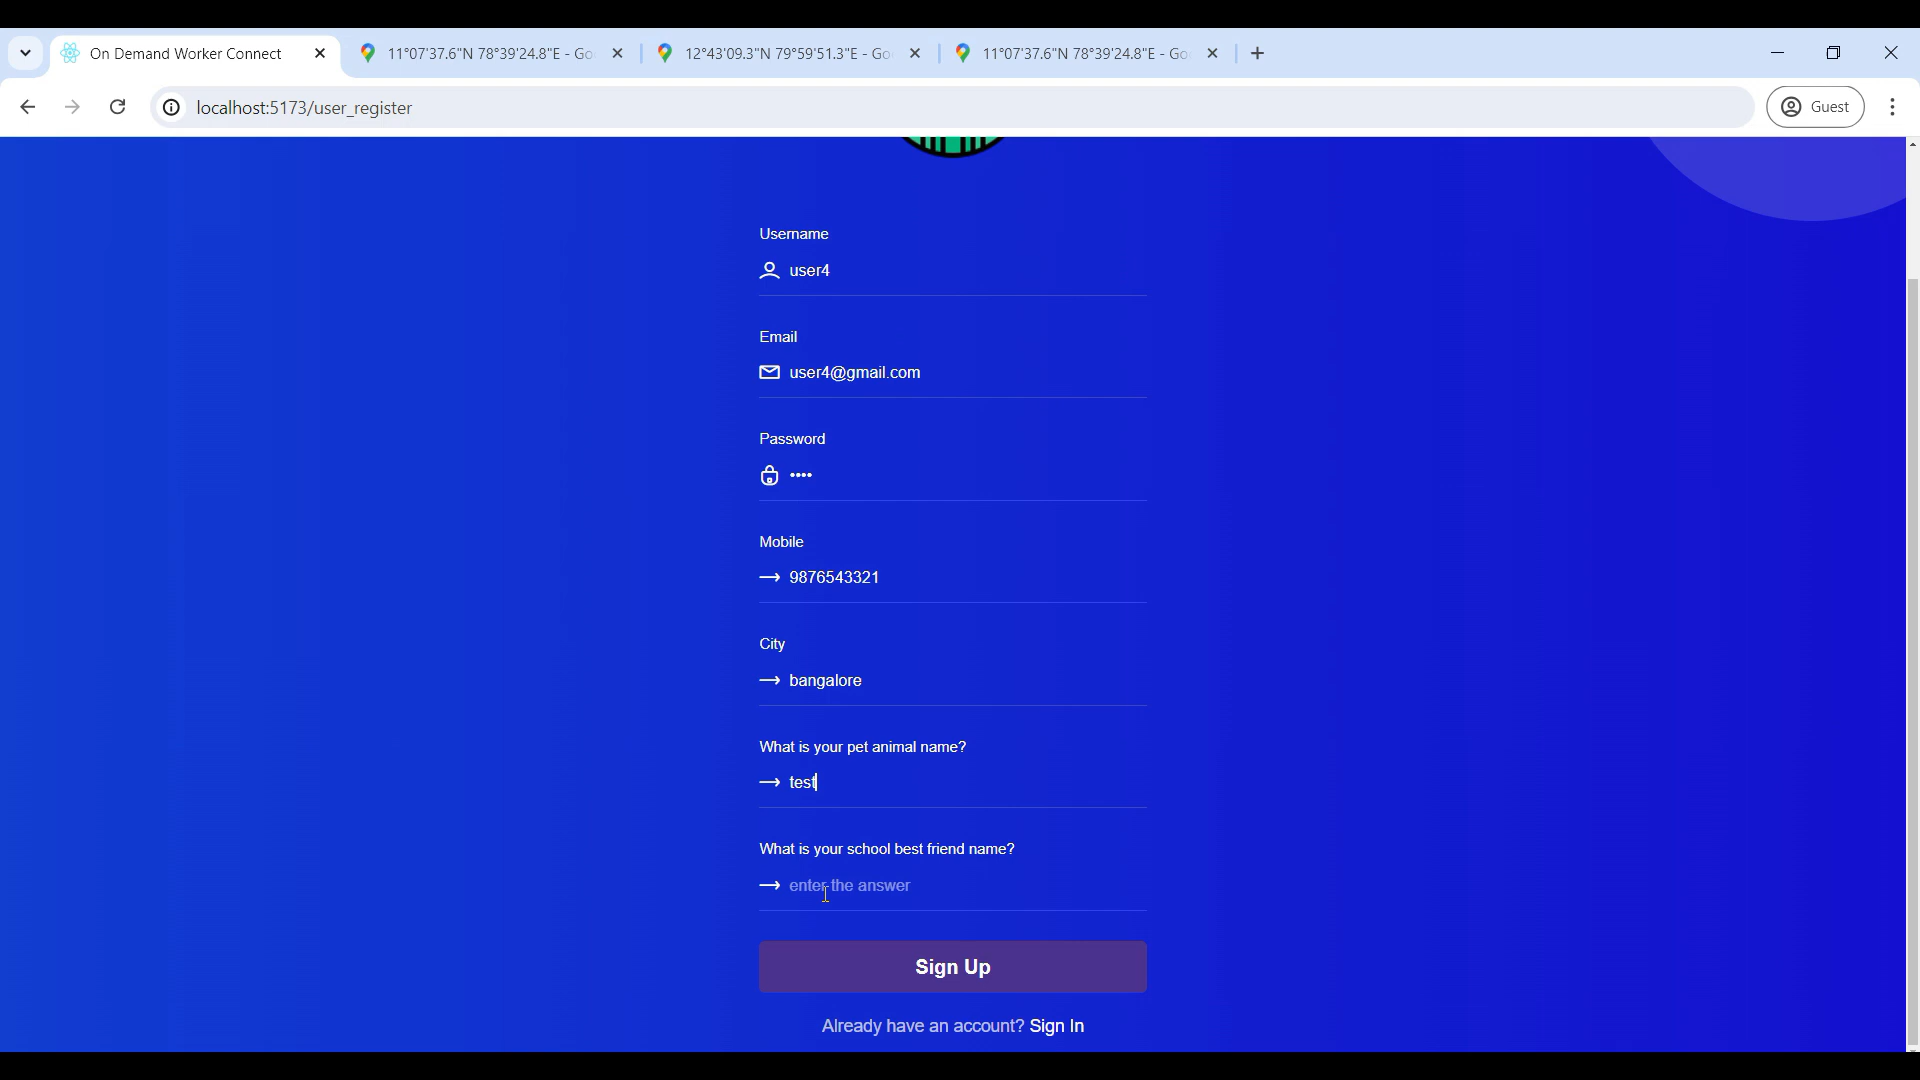 On Demand Worker Connect
11°07'37.6"N 78°39'24.8"E - Go
12°43'09.3"N 79°59'51.3"E - Go
11°07'37.6"N 78°39'24.8"E - Go
localhost:5173/user_register
Guest
Username
user4
Email
user4@gmail.com
Password
••••
Mobile
9876543321
City
bangalore
What is your pet animal name?
test
What is your school best friend name?
enter the answer
Sign Up
Already have an account? Sign In